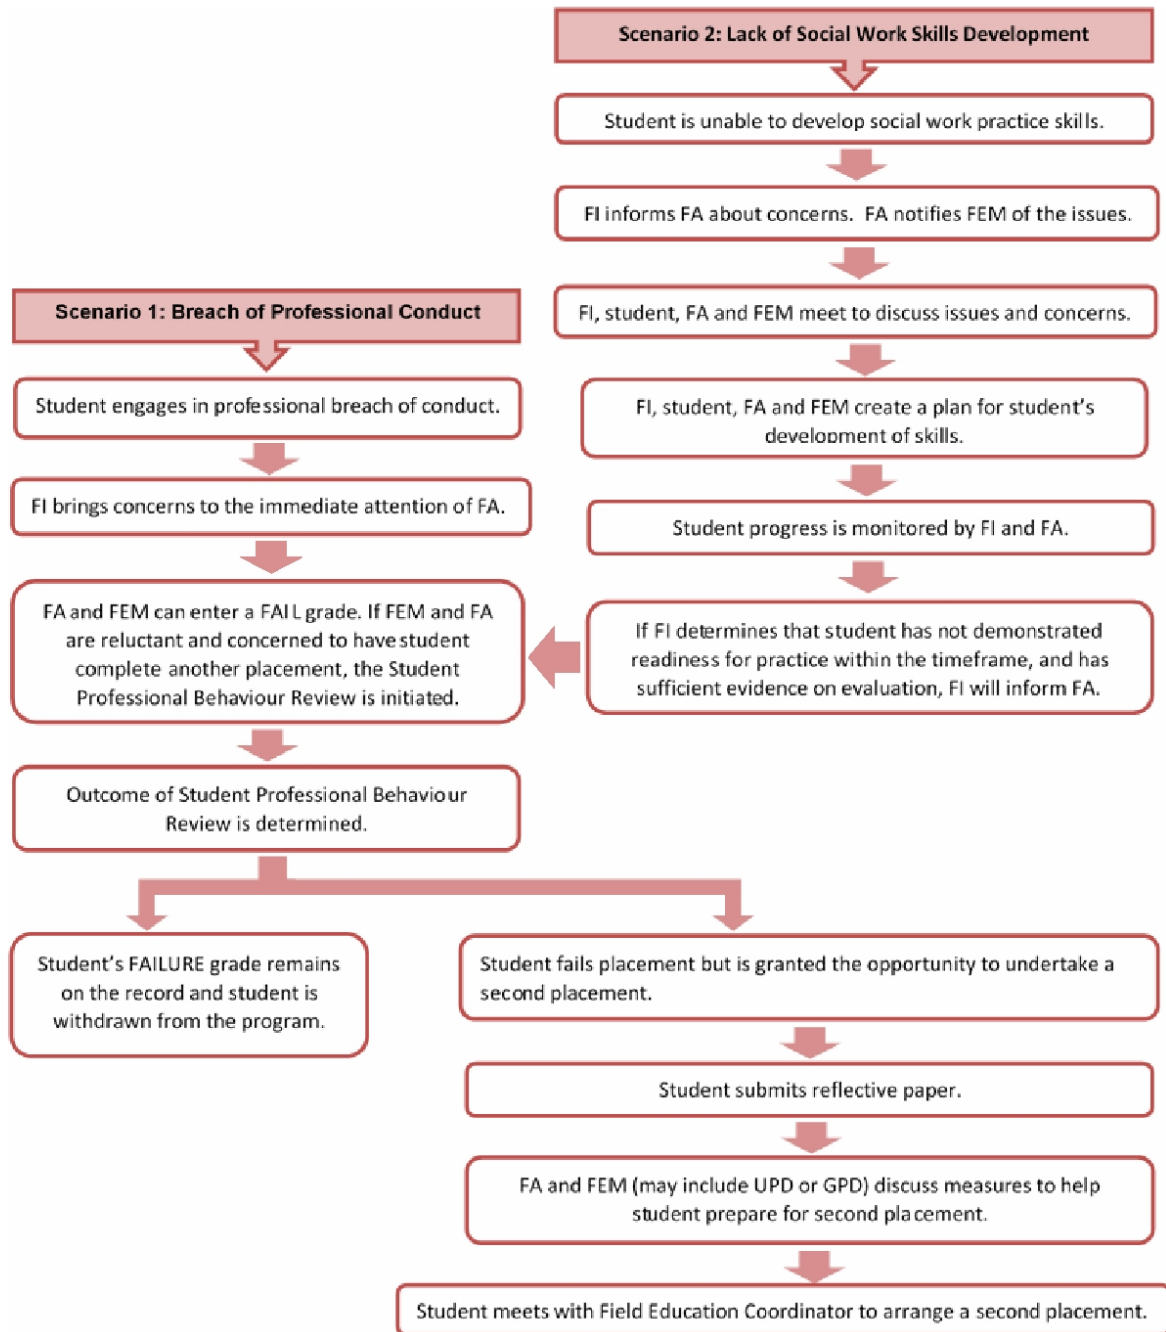 Scenario 2: Lack of Social Work Skills Development
Student is unable to develop social work practice skills.
FI informs FA about concerns.  FA notifies FEM of the issues.
FI, student, FA and FEM meet to discuss issues and concerns.
FI, student, FA and FEM create a plan for student’s
development of skills.
Student progress is monitored by FI and FA.
If FI determines that student has not demonstrated
readiness for practice within the timeframe, and has
sufficient evidence on evaluation, FI will inform FA.
Scenario 1: Breach of Professional Conduct
Student engages in professional breach of conduct.
FI brings concerns to the immediate attention of FA.
FA and FEM can enter a FAIL grade. If FEM and FA
are reluctant and concerned to have student
complete another placement, the Student
Professional Behaviour Review is initiated.
Outcome of Student Professional Behaviour
Review is determined.
Student’s FAILURE grade remains
on the record and student is
withdrawn from the program.
Student fails placement but is granted the opportunity to undertake a
second placement.
Student submits reflective paper.
FA and FEM (may include UPD or GPD) discuss measures to help
student prepare for second placement.
Student meets with Field Education Coordinator to arrange a second placement.